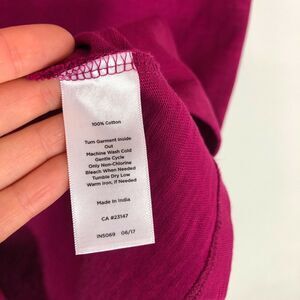 100% Cotton
Turn Garment Inside
Out
Machine Wash Cold
Gentle Cycle
Only Non-Chlorine
Bleach When Needed
Tumble Dry Low
Warm Iron, if Needed
Made in India
CA #23147
IN5069 06/17